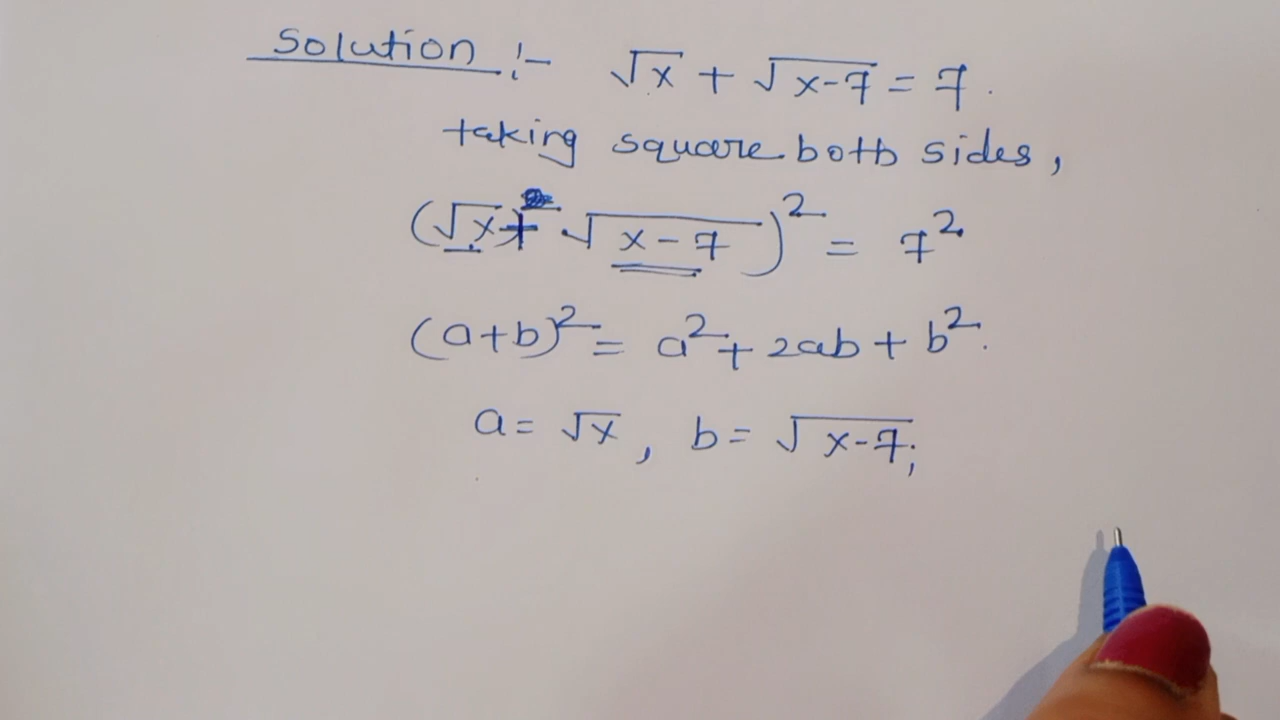 Solution :- √x + √x-7 = 7.
taking square both sides,
(√x + √x-7)² = 7²
(a+b)² = a² + 2ab + b².
a = √x, b = √x-7;